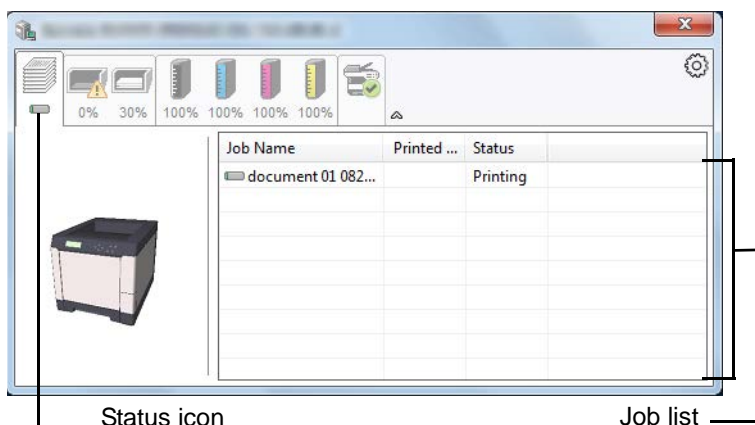 0% 30% 100% 100% 100% 100%
Job Name Printed ... Status
document 01 082... Printing
Status icon Job list